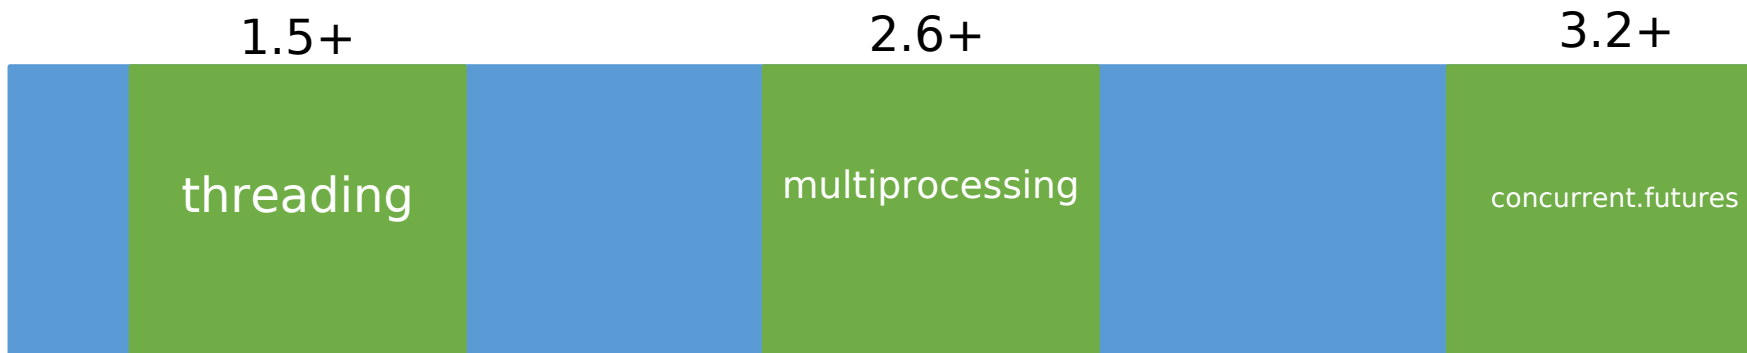 1.5+
2.6+
3.2+
threading
multiprocessing
concurrent.futures